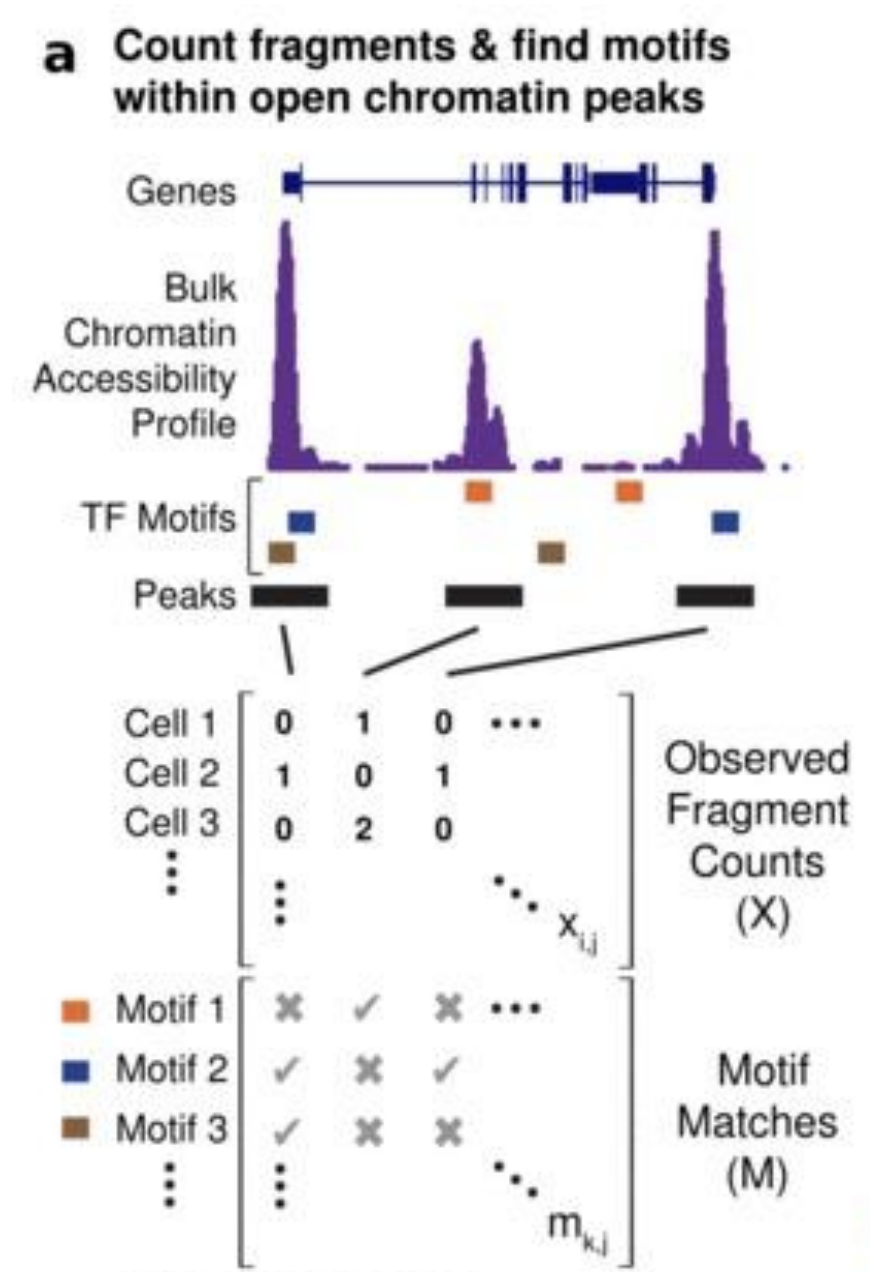 a Count fragments & find motifs
within open chromatin peaks
Genes
Bulk
Chromatin
Accessibility
Profile
TF Motifs
Peaks
Cell 1 0 1 0 •••
Cell 2 1 0 1
Cell 3 0 2 0
x i,j
Observed
Fragment
Counts
(X)
Motif 1 ✖ ✓ ✖ •••
Motif 2 ✓ ✖ ✓
Motif 3 ✓ ✖ ✖
m k,j
Motif
Matches
(M)